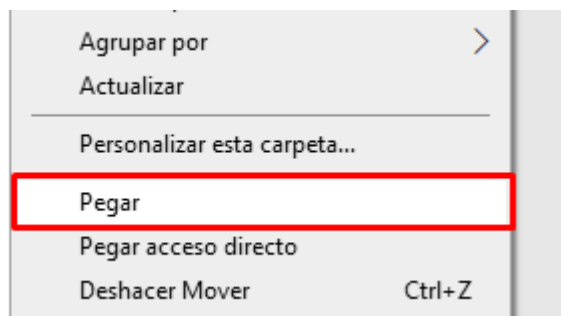 Agrupar por
Actualizar
Personalizar esta carpeta...
Pegar
Pegar acceso directo
Deshacer Mover Ctrl+Z